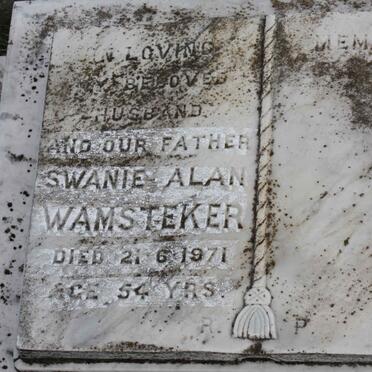 IN LOVING MEM
MY BELOVED
HUSBAND
AND OUR FATHER
SWANIE ALAN
WAMSTEKER
DIED 21·6·1971
AGE 54 YRS
R P